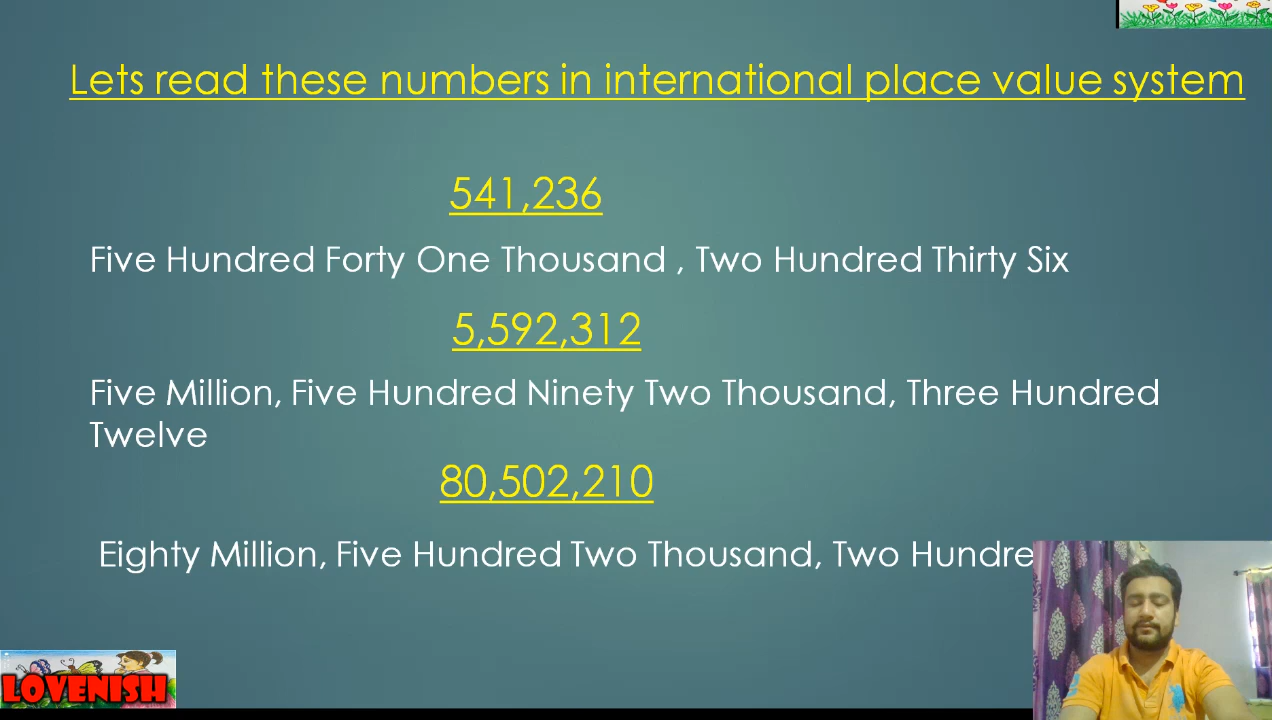 Lets read these numbers in international place value system
541,236
Five Hundred Forty One Thousand , Two Hundred Thirty Six
5,592,312
Five Million, Five Hundred Ninety Two Thousand, Three Hundred
Twelve
80,502,210
Eighty Million, Five Hundred Two Thousand, Two Hundre
LOVENISH